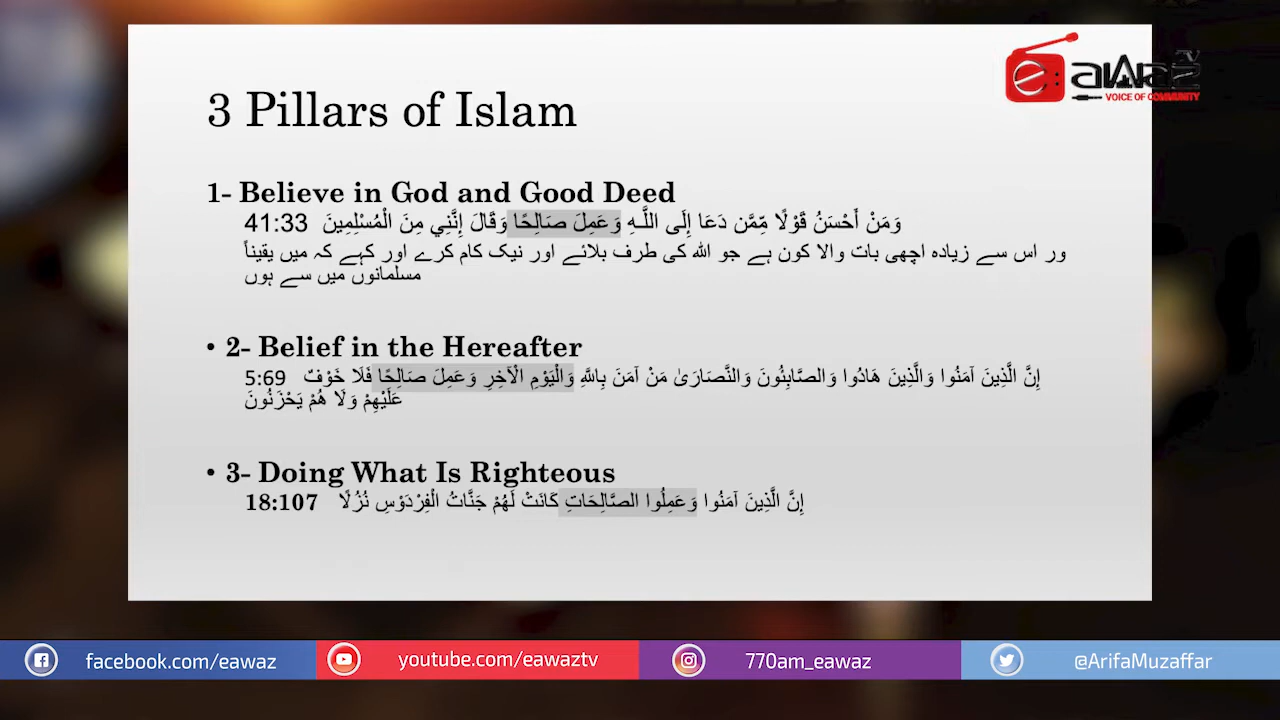 e awaz TV
VOICE OF COMMUNITY
3 Pillars of Islam
1- Believe in God and Good Deed
وَمَنْ أَحْسَنُ قَوْلًا مِّمَّن دَعَا إِلَى اللَّـهِ وَعَمِلَ صَالِحًا وَقَالَ إِنَّنِي مِنَ الْمُسْلِمِينَ 41:33
ور اس سے زیادہ اچھی بات والا کون ہے جو اللہ کی طرف بلائے اور نیک کام کرے اور کہے کہ میں یقیناً
مسلمانوں میں سے ہوں
• 2- Belief in the Hereafter
إِنَّ الَّذِينَ آمَنُوا وَالَّذِينَ هَادُوا وَالصَّابِئُونَ وَالنَّصَارَىٰ مَنْ آمَنَ بِاللَّهِ وَالْيَوْمِ الْآخِرِ وَعَمِلَ صَالِحًا فَلَا خَوْفٌ 5:69
عَلَيْهِمْ وَلَا هُمْ يَحْزَنُونَ
• 3- Doing What Is Righteous
إِنَّ الَّذِينَ آمَنُوا وَعَمِلُوا الصَّالِحَاتِ كَانَتْ لَهُمْ جَنَّاتُ الْفِرْدَوْسِ نُزُلًا 18:107
facebook.com/eawaz
youtube.com/eawaztv
770am_eawaz
@ArifaMuzaffar